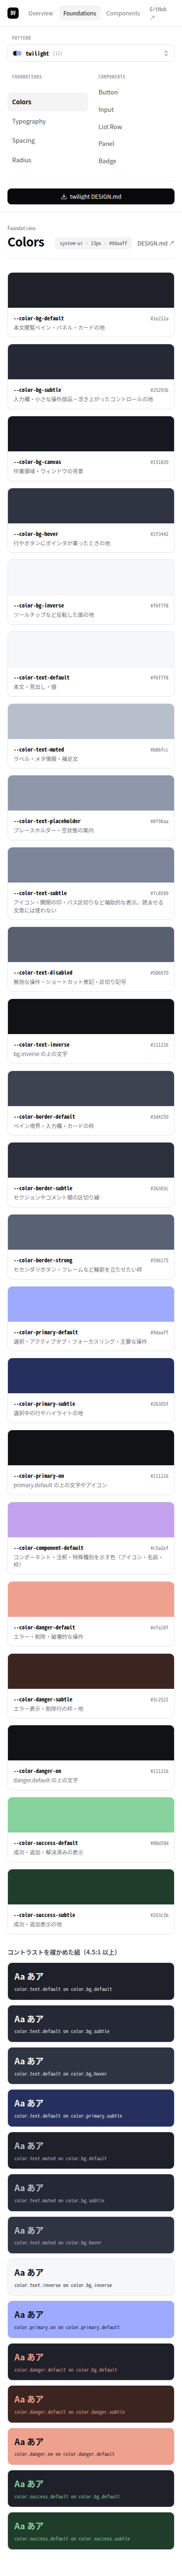 DV
Overview
Foundations
Components
GitHub
↗
PATTERN
twilight (12)
FOUNDATIONS
COMPONENTS
Colors
Typography
Spacing
Radius
Button
Input
List Row
Panel
Badge
twilight DESIGN.md
Foundations
Colors
system-ui · 13px · #9daaff
DESIGN.md ↗
--color-bg-default
#1e212a
本文閲覧ペイン・パネル・カードの地
--color-bg-subtle
#252936
入力欄・小さな操作部品・浮き上がったコントロールの地
--color-bg-canvas
#151820
作業領域・ウィンドウの背景
--color-bg-hover
#2f3442
行やボタンにポインタが乗ったときの地
--color-bg-inverse
#f6f7f8
ツールチップなど反転した面の地
--color-text-default
#f6f7f8
本文・見出し・値
--color-text-muted
ラベル・メタ情報・補足文
--color-text-placeholder
プレースホルダー・空状態の案内
--color-text-subtle
#7c8599
アイコン・開閉の印・パス区切りなど補助的な表示。読ませる
文章には使わない
--color-text-disabled
#586070
無効な操作・ショートカット表記・区切り記号
--color-text-inverse
#111216
bg.inverse の上の文字
--color-border-default
#3d4250
ペイン境界・入力欄・カードの枠
--color-border-subtle
#2b303c
セクションやコメント間の区切り線
--color-border-strong
#596175
セカンダリボタン・フレームなど輪郭を立たせたい枠
--color-primary-default
#9daaff
選択・アクティブタブ・フォーカスリング・主要な操作
--color-primary-subtle
#26305f
選択中の行やハイライトの地
--color-primary-on
#111216
primary.default の上の文字やアイコン
--color-component-default
#c5a2ef
コンポーネント・注釈・特殊種別を示す色（アイコン・名前・
枠）
--color-danger-default
#efa18f
エラー・削除・破壊的な操作
--color-danger-subtle
#3c2521
エラー表示・削除行の枠・地
--color-danger-on
#111216
danger.default の上の文字
--color-success-default
#88d39d
成功・追加・解決済みの表示
--color-success-subtle
#203c2b
成功・追加表示の地
コントラストを確かめた組（4.5:1 以上）
Aa あア
color.text.default on color.bg.default
Aa あア
color.text.default on color.bg.subtle
Aa あア
color.text.default on color.bg.hover
Aa あア
color.text.default on color.primary.subtle
Aa あア
color.text.muted on color.bg.default
Aa あア
color.text.muted on color.bg.subtle
Aa あア
color.text.muted on color.bg.hover
Aa あア
color.text.inverse on color.bg.inverse
Aa あア
color.primary.on on color.primary.default
Aa あア
color.danger.default on color.bg.default
Aa あア
color.danger.default on color.danger.subtle
Aa あア
color.danger.on on color.danger.default
Aa あア
color.success.default on color.bg.default
Aa あア
color.success.default on color.success.subtle